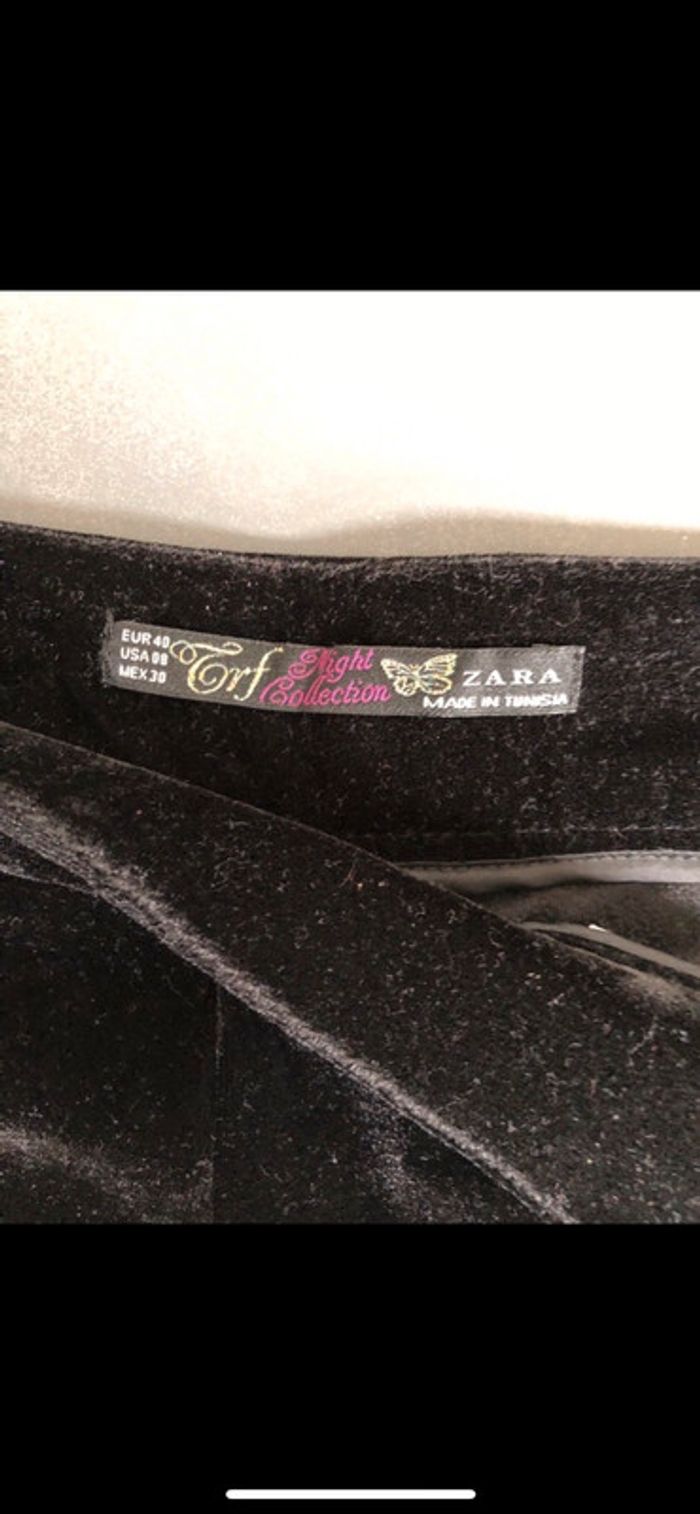 EUR 40
USA 08
MEX 30
Trf
Night
Collection
ZARA
MADE IN TUNISIA